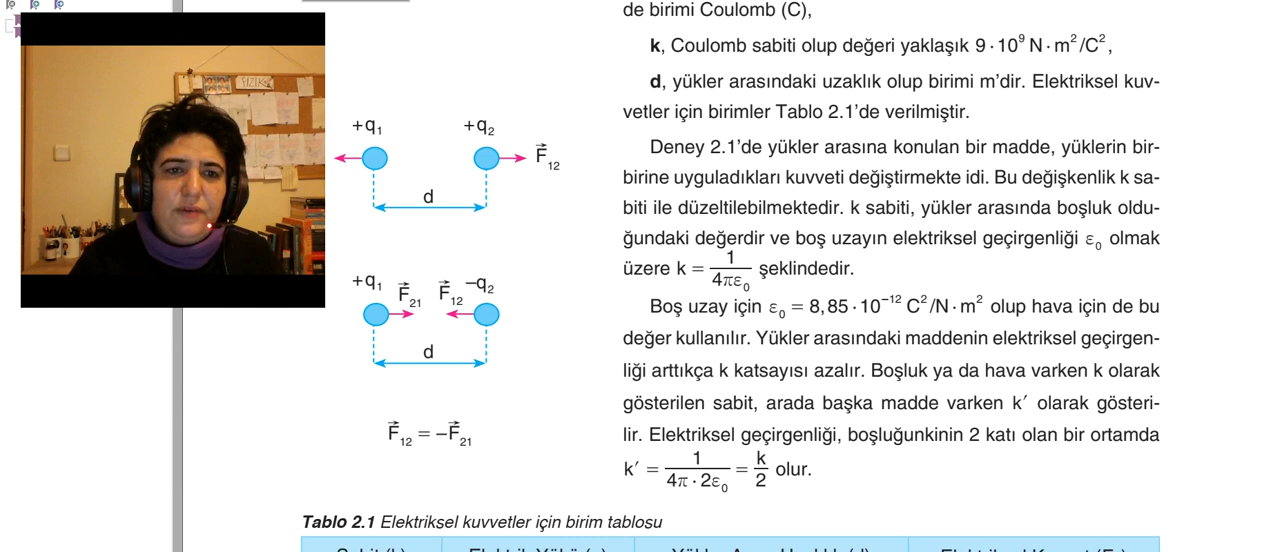 FİZİK
+q₁ +q₂
F⃗₁₂
d
+q₁ F⃗₂₁ F⃗₁₂ −q₂
d
F⃗₁₂ = −F⃗₂₁
de birimi Coulomb (C),
k, Coulomb sabiti olup değeri yaklaşık 9·10⁹ N·m²/C²,
d, yükler arasındaki uzaklık olup birimi m'dir. Elektriksel kuv-
vetler için birimler Tablo 2.1'de verilmiştir.
Deney 2.1'de yükler arasına konulan bir madde, yüklerin bir-
birine uyguladıkları kuvveti değiştirmekte idi. Bu değişkenlik k sa-
biti ile düzeltilebilmektedir. k sabiti, yükler arasında boşluk oldu-
ğundaki değerdir ve boş uzayın elektriksel geçirgenliği ε₀ olmak
üzere k = 1/4πε₀ şeklindedir.
Boş uzay için ε₀ = 8,85·10⁻¹² C²/N·m² olup hava için de bu
değer kullanılır. Yükler arasındaki maddenin elektriksel geçirgen-
liği arttıkça k katsayısı azalır. Boşluk ya da hava varken k olarak
gösterilen sabit, arada başka madde varken k′ olarak gösteri-
lir. Elektriksel geçirgenliği, boşluğunkinin 2 katı olan bir ortamda
k′ = 1/4π·2ε₀ = k/2 olur.
Tablo 2.1 Elektriksel kuvvetler için birim tablosu